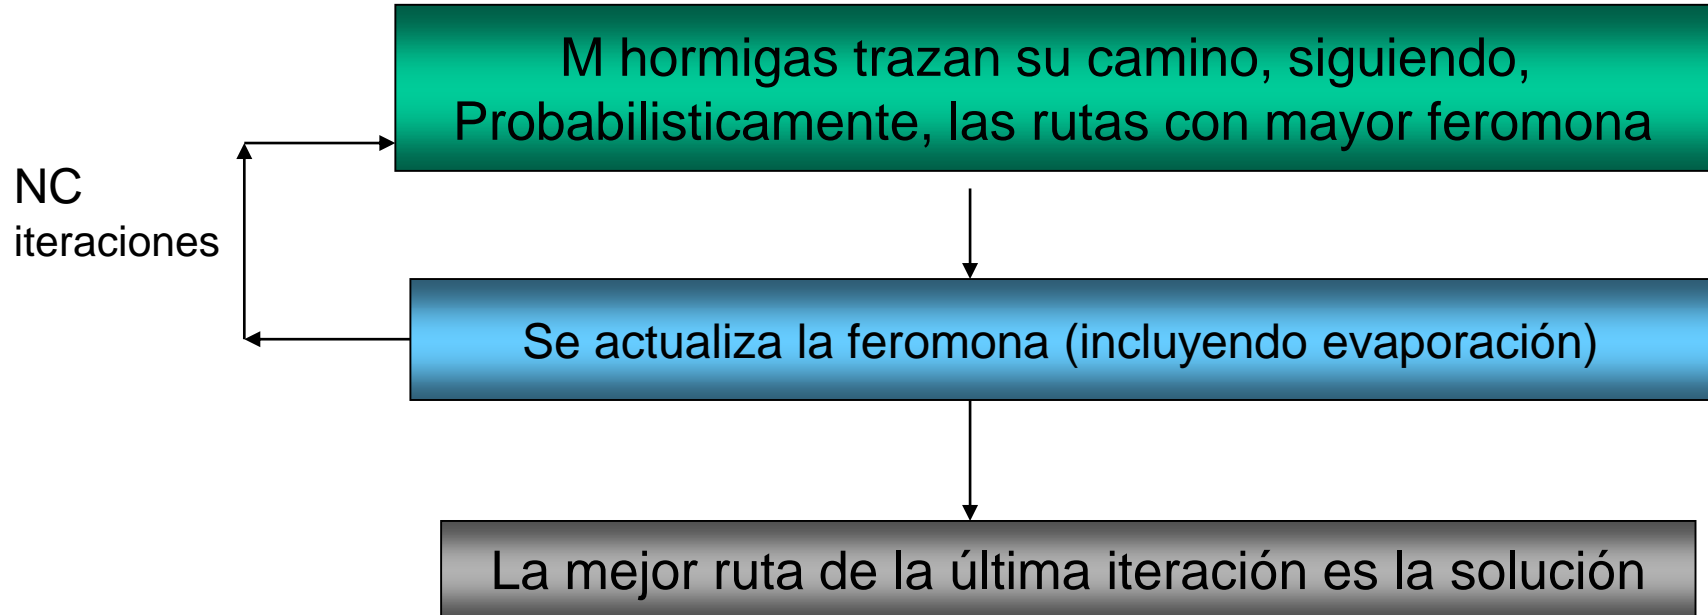 M hormigas trazan su camino, siguiendo,
Probabilisticamente, las rutas con mayor feromona
NC
iteraciones
Se actualiza la feromona (incluyendo evaporación)
La mejor ruta de la última iteración es la solución